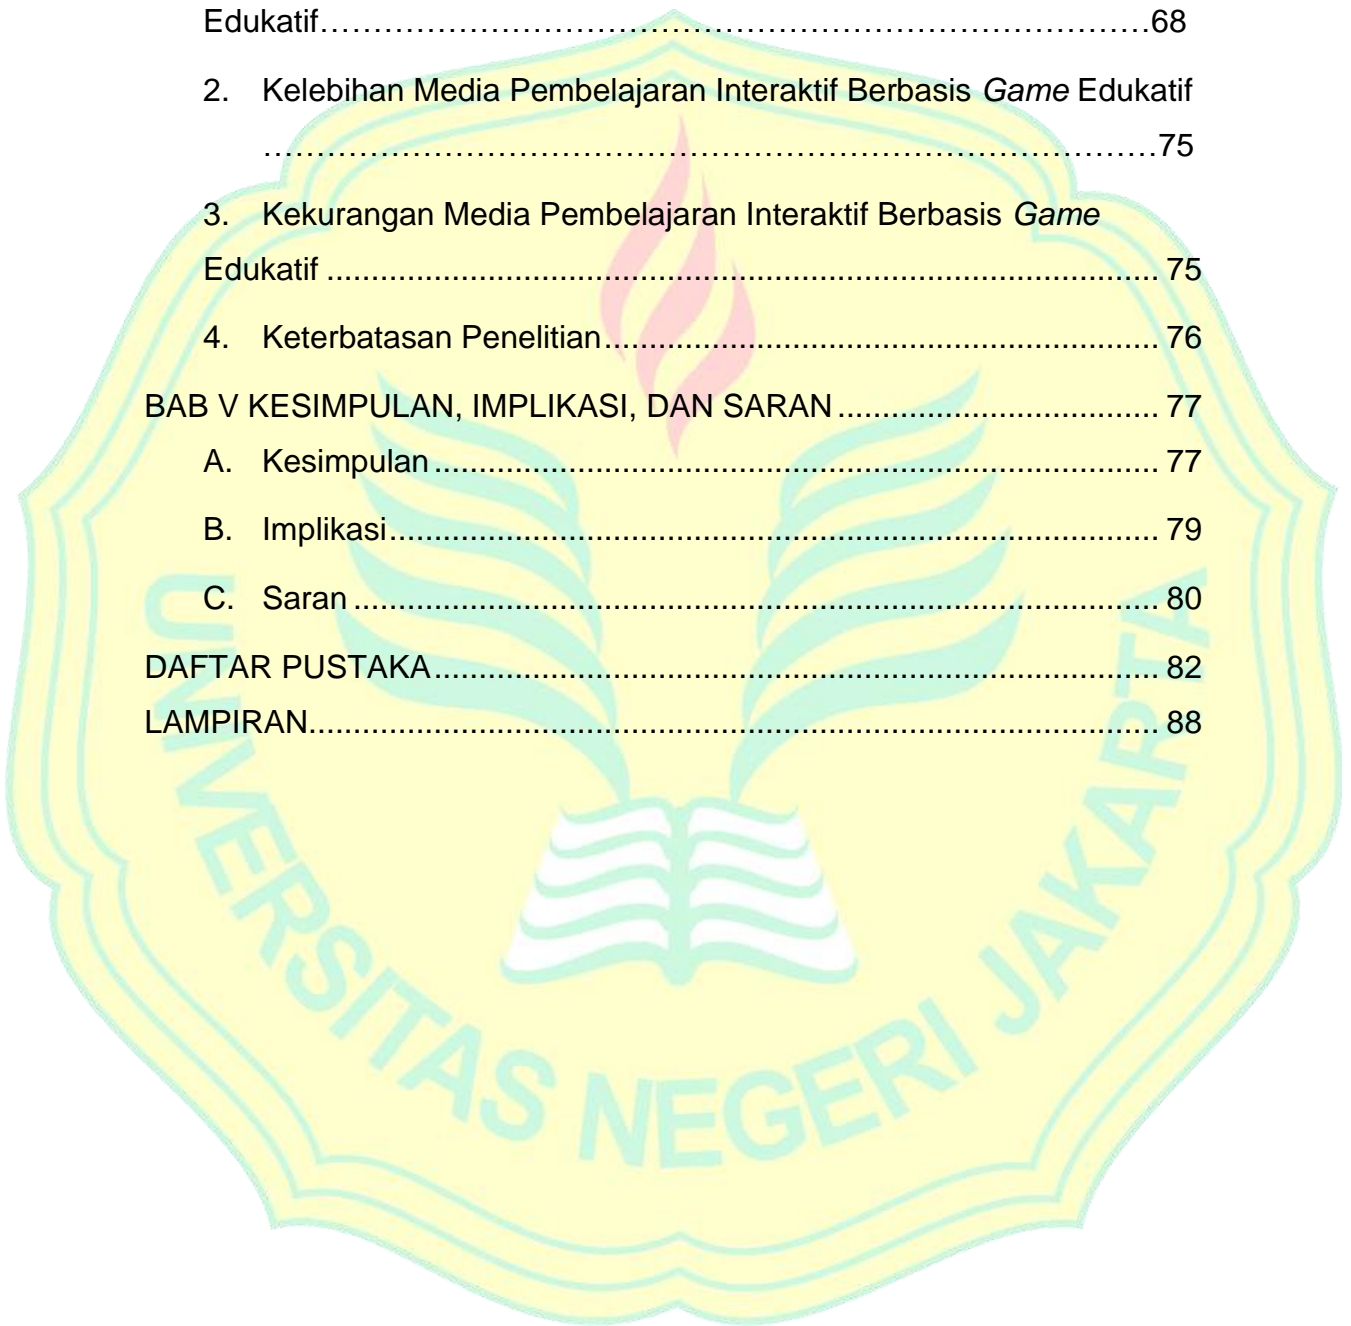 Edukatif……………………………………………………………………68
2. Kelebihan Media Pembelajaran Interaktif Berbasis Game Edukatif
…………………………………………………………………………75
3. Kekurangan Media Pembelajaran Interaktif Berbasis Game
Edukatif ............................................................................................... 75
4. Keterbatasan Penelitian............................................................... 76
BAB V KESIMPULAN, IMPLIKASI, DAN SARAN .................................... 77
A. Kesimpulan.................................................................................. 77
B. Implikasi....................................................................................... 79
C. Saran ........................................................................................... 80
DAFTAR PUSTAKA.................................................................................. 82
LAMPIRAN................................................................................................ 88
UNIVERSITAS NEGERI JAKARTA